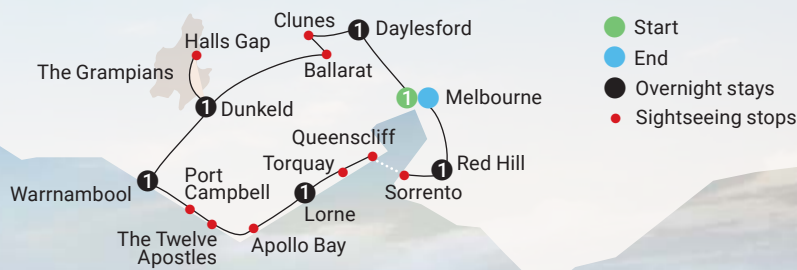 Clunes
1
Daylesford
Halls Gap
The Grampians
Ballarat
1
Dunkeld
1
Melbourne
Queenscliff
Torquay
1
Red Hill
Warrnambool
1
Port
Campbell
1
Lorne
Sorrento
The Twelve
Apostles
Apollo Bay
Start
End
Overnight stays
Sightseeing stops